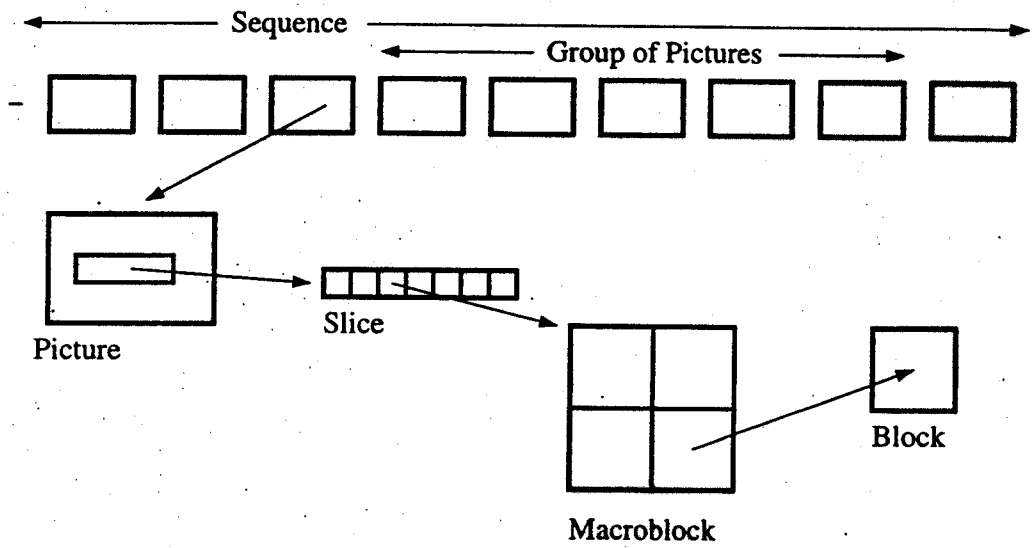 Sequence
Group of Pictures
Picture
Slice
Macroblock
Block